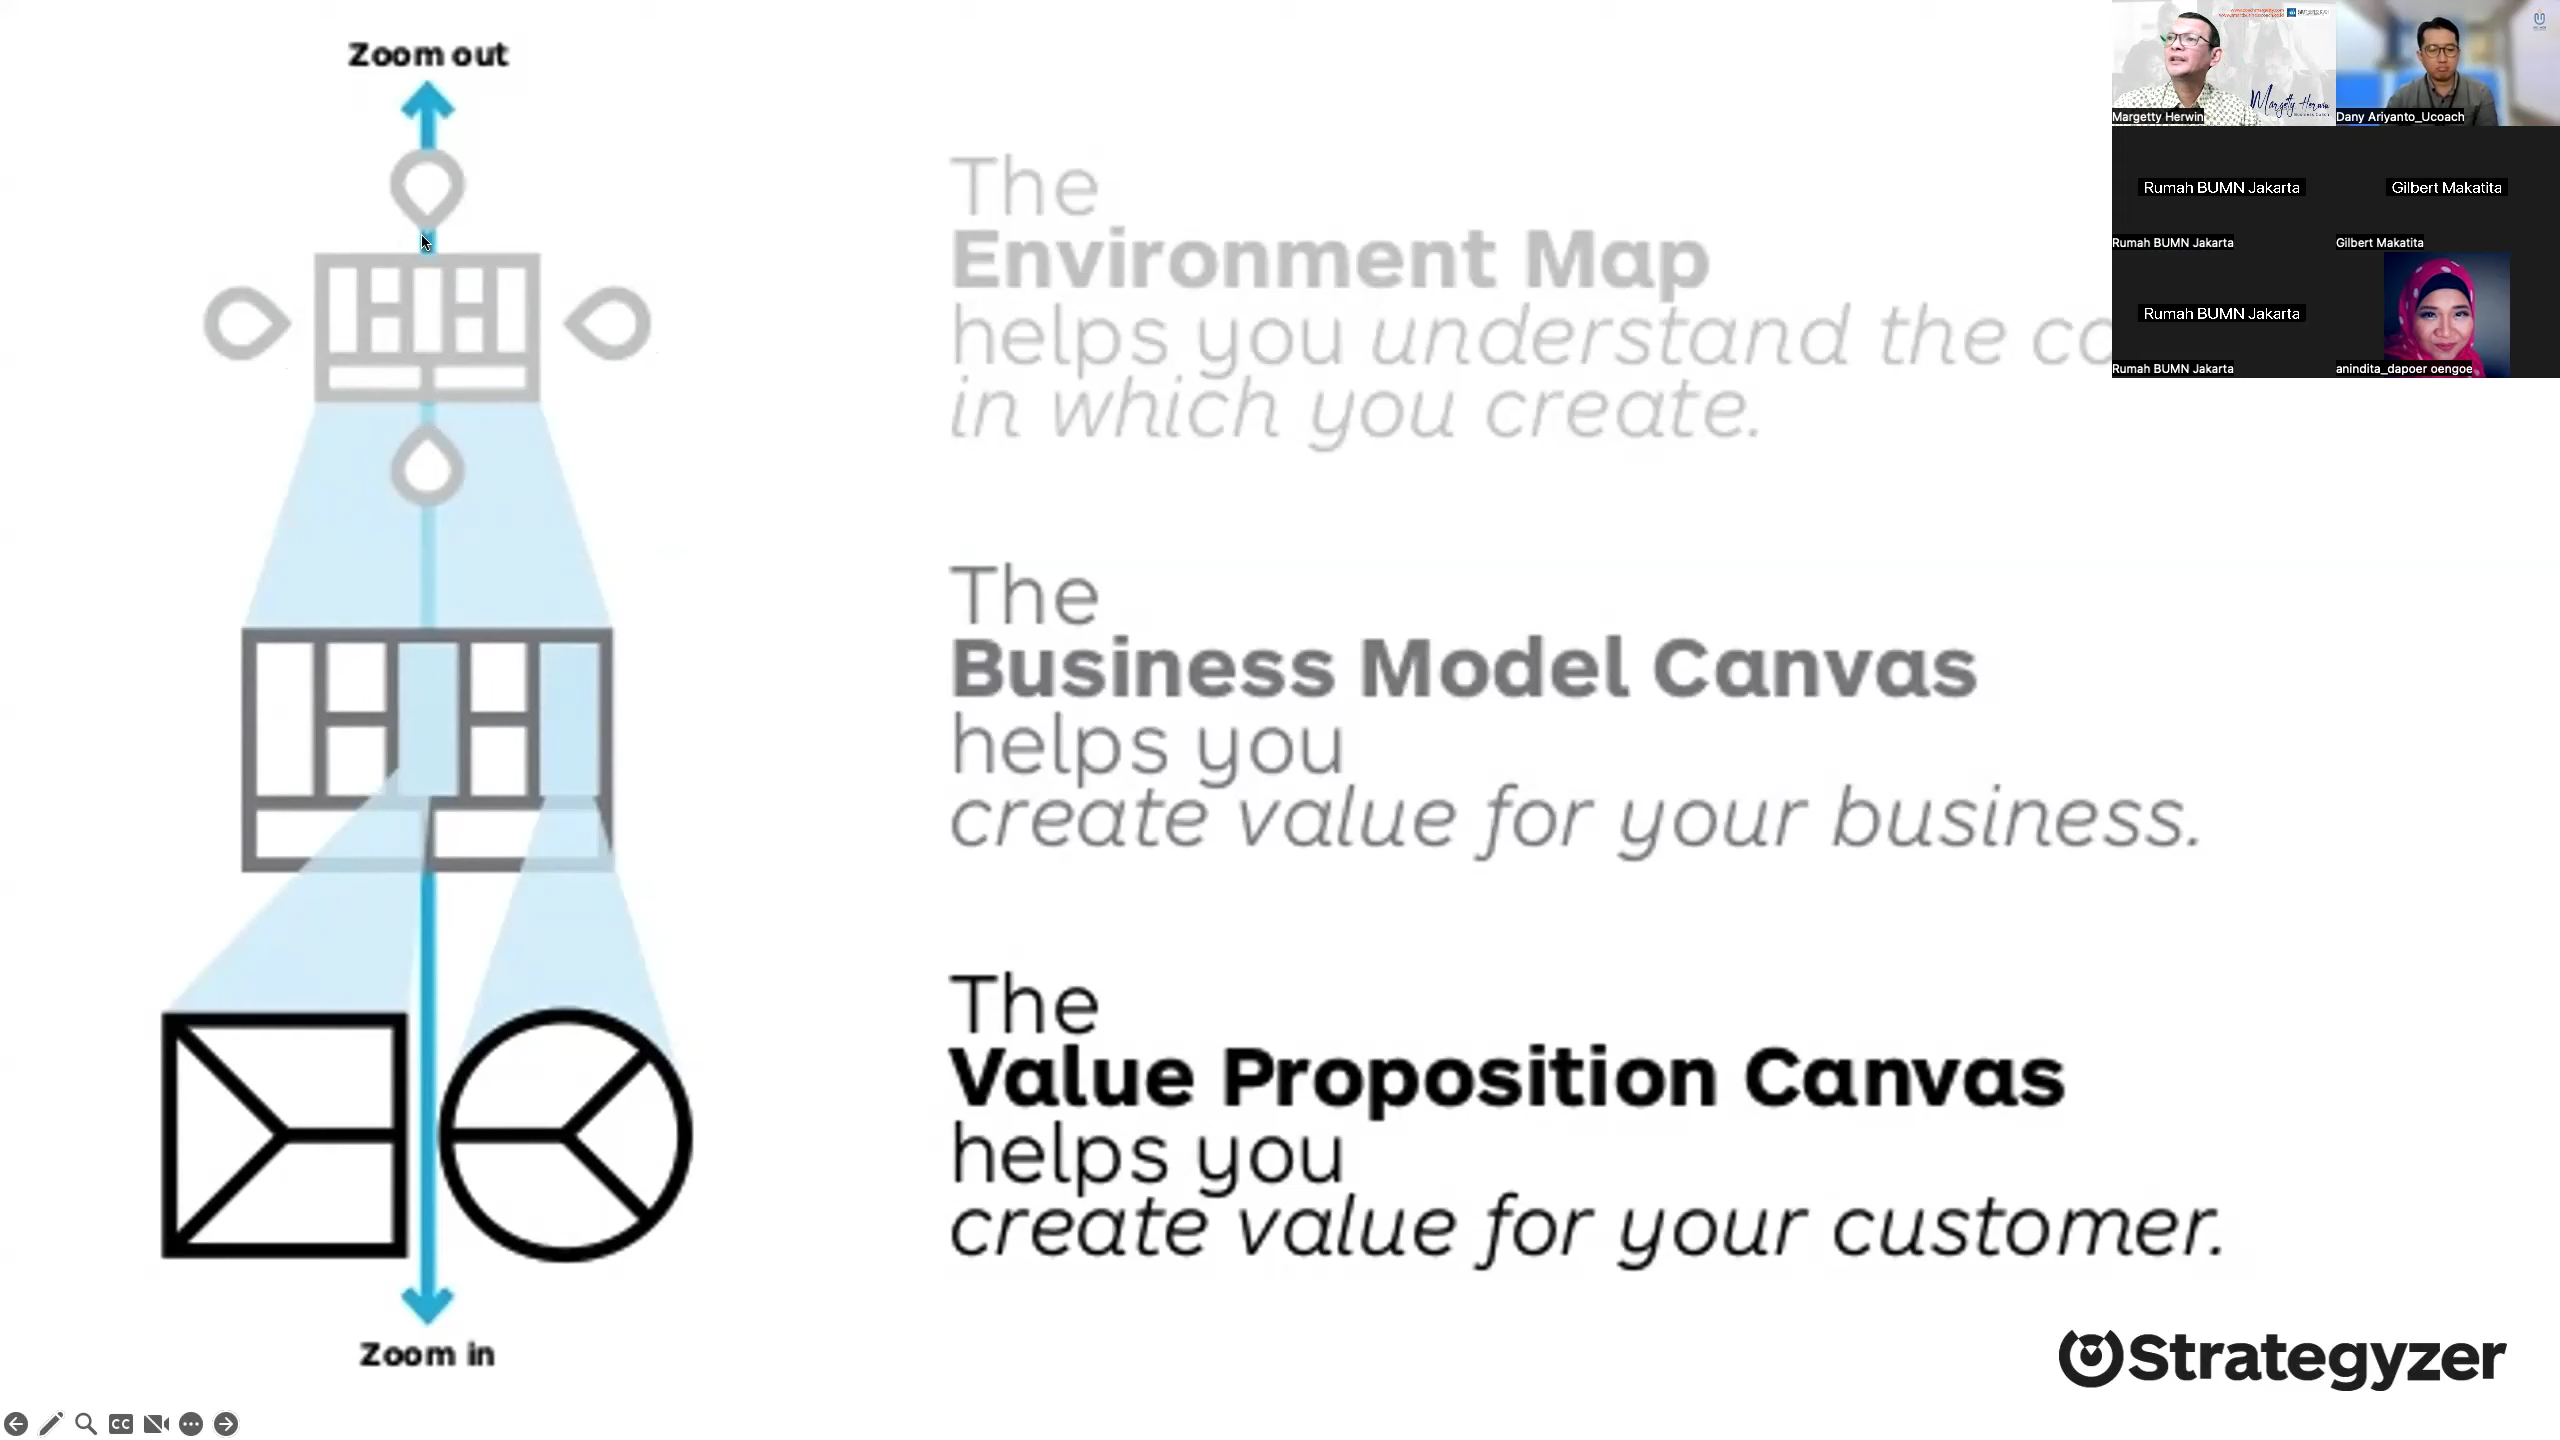 Zoom out
The
Environment Map
helps you understand the co
in which you create.
The
Business Model Canvas
helps you
create value for your business.
The
Value Proposition Canvas
helps you
create value for your customer.
Zoom in
Strategyzer
CC
Margetty Herwin
Margetty Herwin
Dany Ariyanto_Ucoach
Rumah BUMN Jakarta
Rumah BUMN Jakarta
Gilbert Makatita
Gilbert Makatita
Rumah BUMN Jakarta
Rumah BUMN Jakarta
anindita_dapoer oengoe